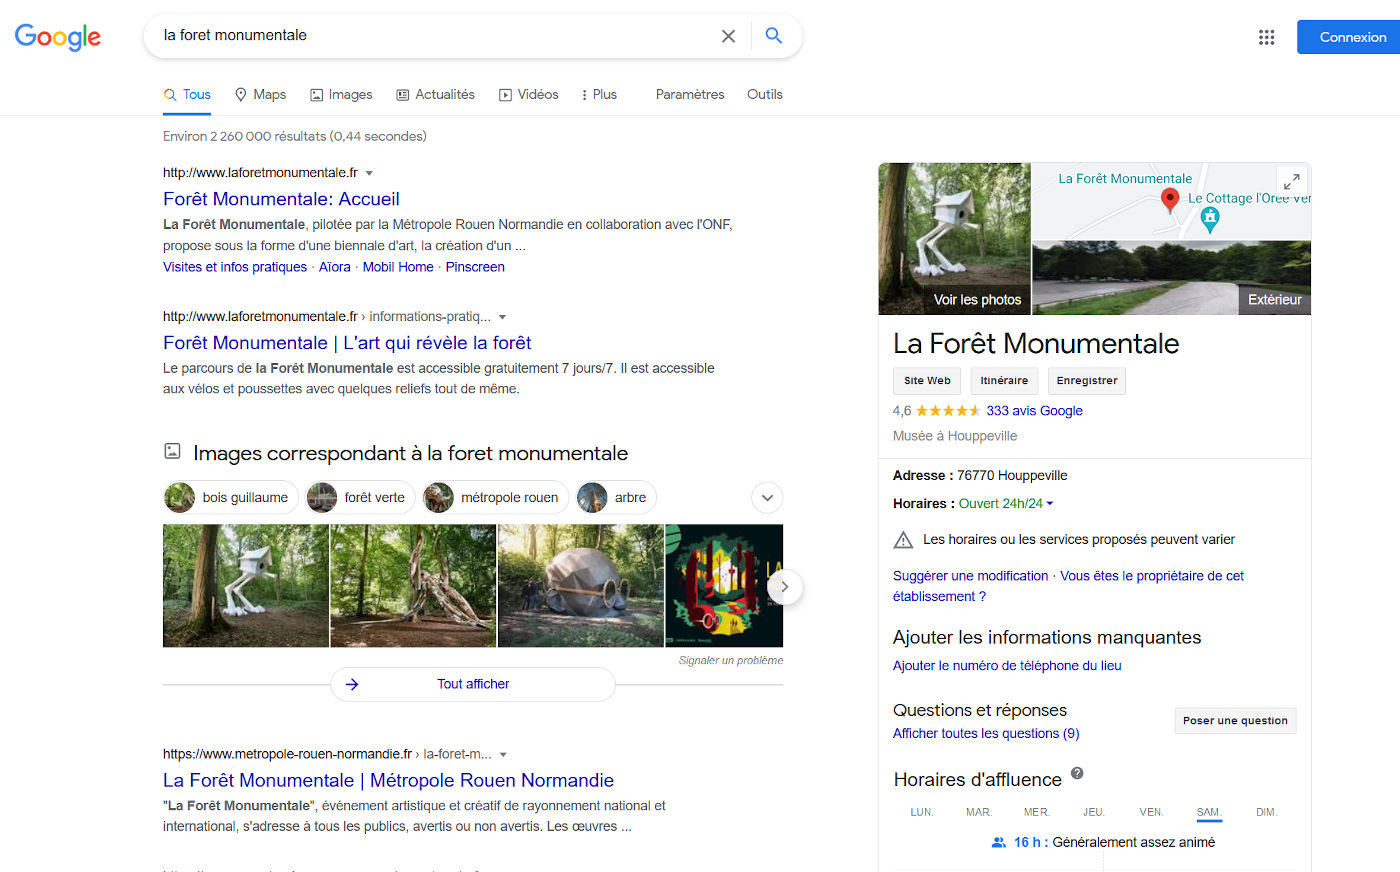 Google
la foret monumentale
Connexion
Tous
Maps
Images
Actualités
Vidéos
Plus
Paramètres
Outils
Environ 2 260 000 résultats (0,44 secondes)
http://www.laforetmonumentale.fr
Forêt Monumentale: Accueil
La Forêt Monumentale, pilotée par la Métropole Rouen Normandie en collaboration avec l'ONF,
propose sous la forme d'une biennale d'art, la création d'un ...
Visites et infos pratiques · Aïora · Mobil Home · Pinscreen
http://www.laforetmonumentale.fr › informations-pratiq...
Forêt Monumentale | L'art qui révèle la forêt
Le parcours de la Forêt Monumentale est accessible gratuitement 7 jours/7. Il est accessible
aux vélos et poussettes avec quelques reliefs tout de même.
Images correspondant à la foret monumentale
bois guillaume
forêt verte
métropole rouen
arbre
Signaler un problème
Tout afficher
https://www.metropole-rouen-normandie.fr › la-foret-m...
La Forêt Monumentale | Métropole Rouen Normandie
"La Forêt Monumentale", événement artistique et créatif de rayonnement national et
international, s'adresse à tous les publics, avertis ou non avertis. Les œuvres ...
La Forêt Monumentale
Le Cottage l'Orée Ver
Voir les photos
Extérieur
La Forêt Monumentale
Site Web
Itinéraire
Enregistrer
4,6
333 avis Google
Musée à Houppeville
Adresse : 76770 Houppeville
Horaires : Ouvert 24h/24
Les horaires ou les services proposés peuvent varier
Suggérer une modification · Vous êtes le propriétaire de cet
établissement ?
Ajouter les informations manquantes
Ajouter le numéro de téléphone du lieu
Questions et réponses
Poser une question
Afficher toutes les questions (9)
Horaires d'affluence
LUN.
MAR.
MER.
JEU.
VEN.
SAM.
DIM.
16 h : Généralement assez animé